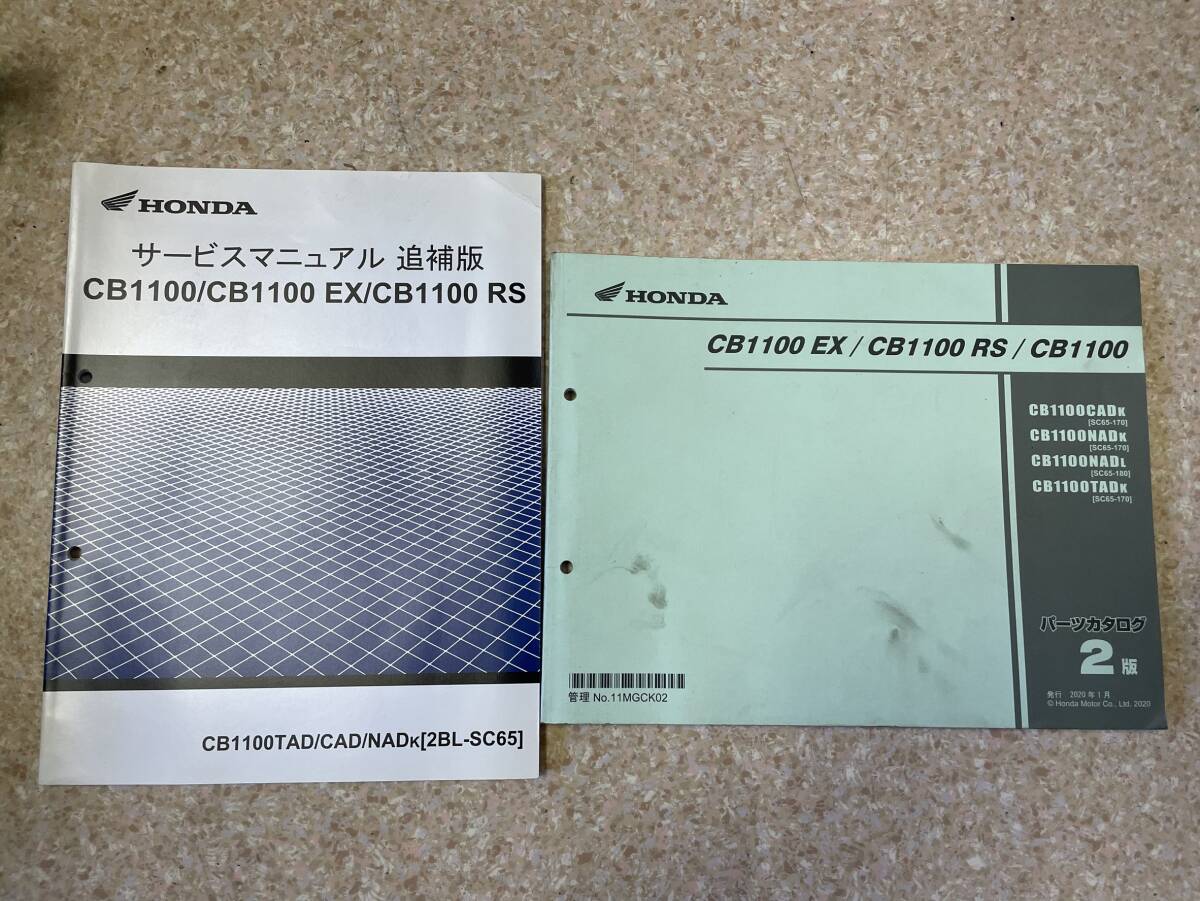 HONDA
サービスマニュアル 追補版
CB1100/CB1100 EX/CB1100 RS
CB1100TAD/CAD/NADK[2BL-SC65]
HONDA
CB1100 EX / CB1100 RS / CB1100
CB1100CADK
[SC65-170]
CB1100NADK
[SC65-170]
CB1100NADL
[SC65-180]
CB1100TADK
[SC65-170]
パーツカタログ
2版
発行 2020年1月
© Honda Motor Co., Ltd. 2020
管理 No.11MGCK02